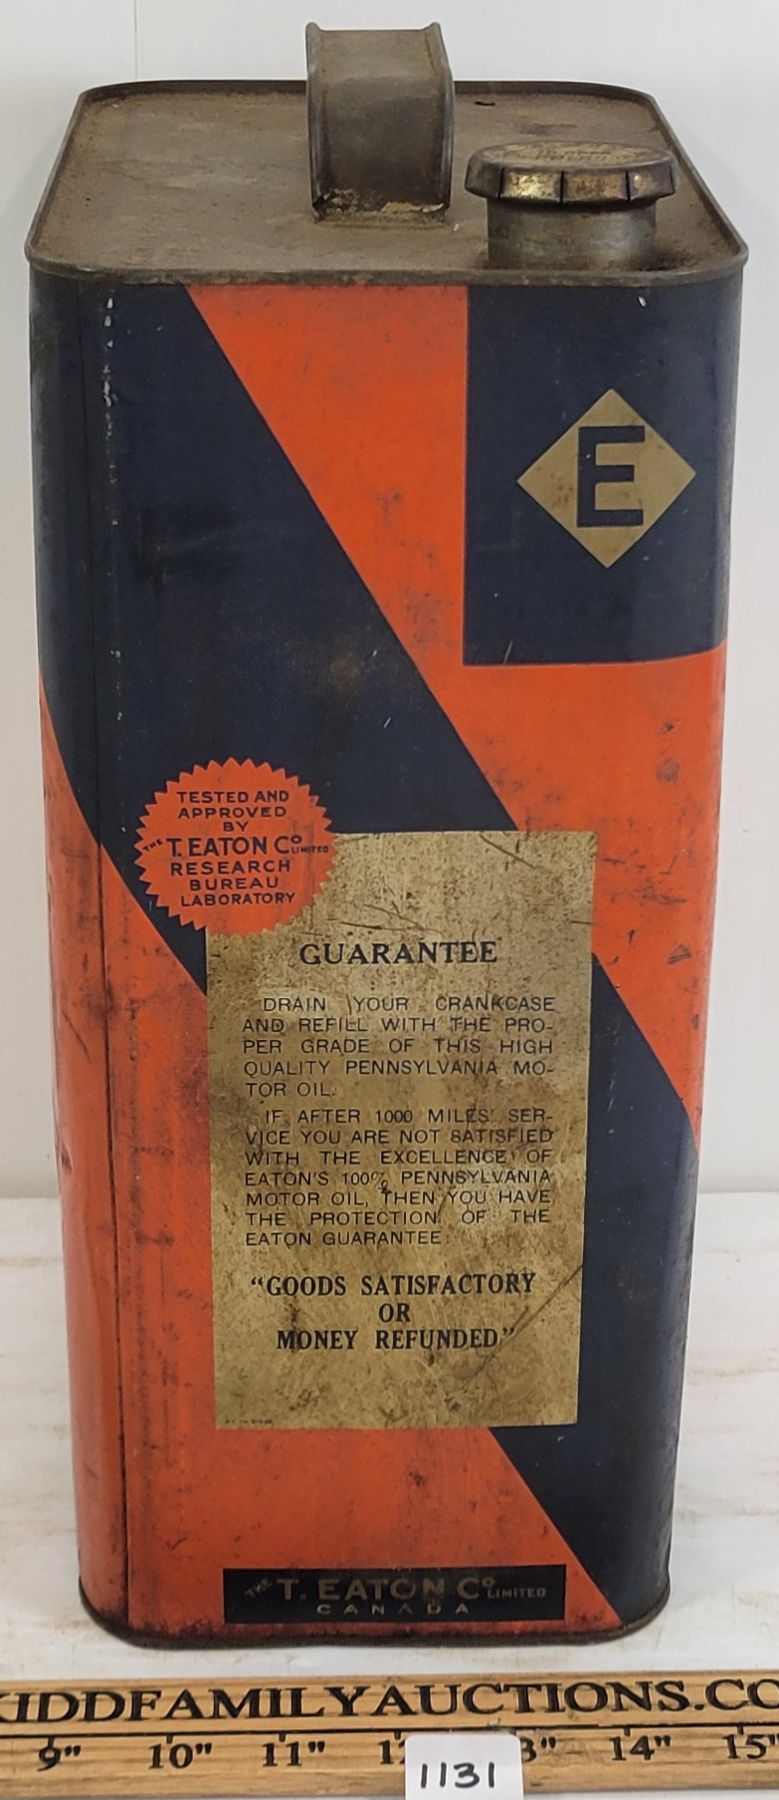 E
TESTED AND
APPROVED
BY
THE T. EATON Co LIMITED
RESEARCH
BUREAU
LABORATORY
GUARANTEE
DRAIN YOUR CRANKCASE
AND REFILL WITH THE PRO-
PER GRADE OF THIS HIGH
QUALITY PENNSYLVANIA MO-
TOR OIL.
IF AFTER 1000 MILES' SER-
VICE YOU ARE NOT SATISFIED
WITH THE EXCELLENCE OF
EATON'S 100% PENNSYLVANIA
MOTOR OIL, THEN YOU HAVE
THE PROTECTION OF THE
EATON GUARANTEE:
"GOODS SATISFACTORY
OR
MONEY REFUNDED"
THE T. EATON Co LIMITED
CANADA
KIDDFAMILYAUCTIONS.CO
9" 10" 11" 14" 15"
1131